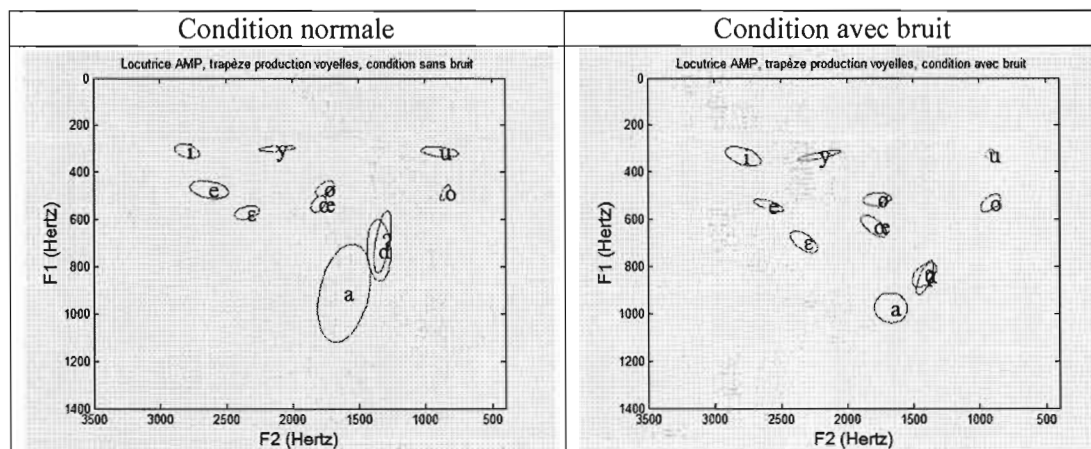 Condition normale
Condition avec bruit
Locutrice AMP, trapèze production voyelles, condition sans bruit
0
200
400
600
800
1000
1200
1400
F1 (Hertz)
i
y
u
e
ø
o
ε
œ
a
3500
3000
2500
2000
1500
1000
500
F2 (Hertz)
Locutrice AMP, trapèze production voyelles, condition avec bruit
0
200
400
600
800
1000
1200
1400
F1 (Hertz)
i
y
u
e
ø
o
ε
œ
a
3500
3000
2500
2000
1500
1000
500
F2 (Hertz)